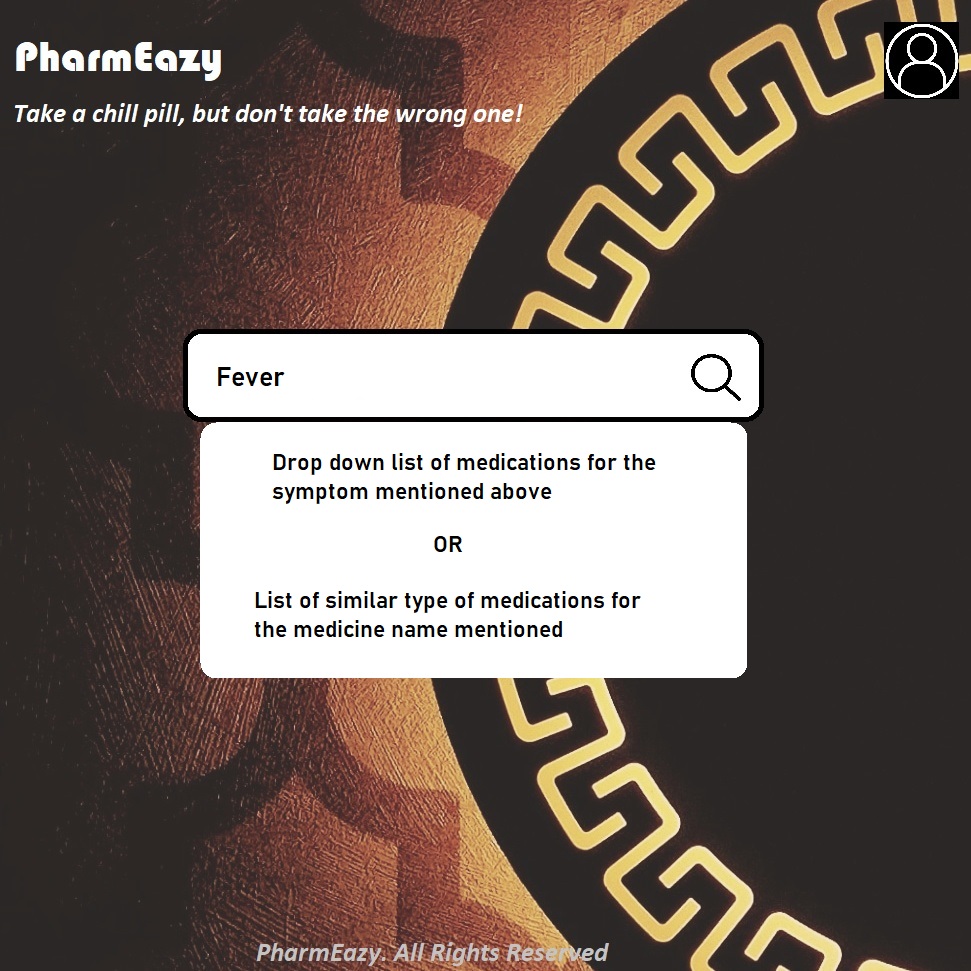 PharmEazy
Take a chill pill, but don't take the wrong one!
Fever
Drop down list of medications for the
symptom mentioned above
OR
List of similar type of medications for
the medicine name mentioned
PharmEazy. All Rights Reserved